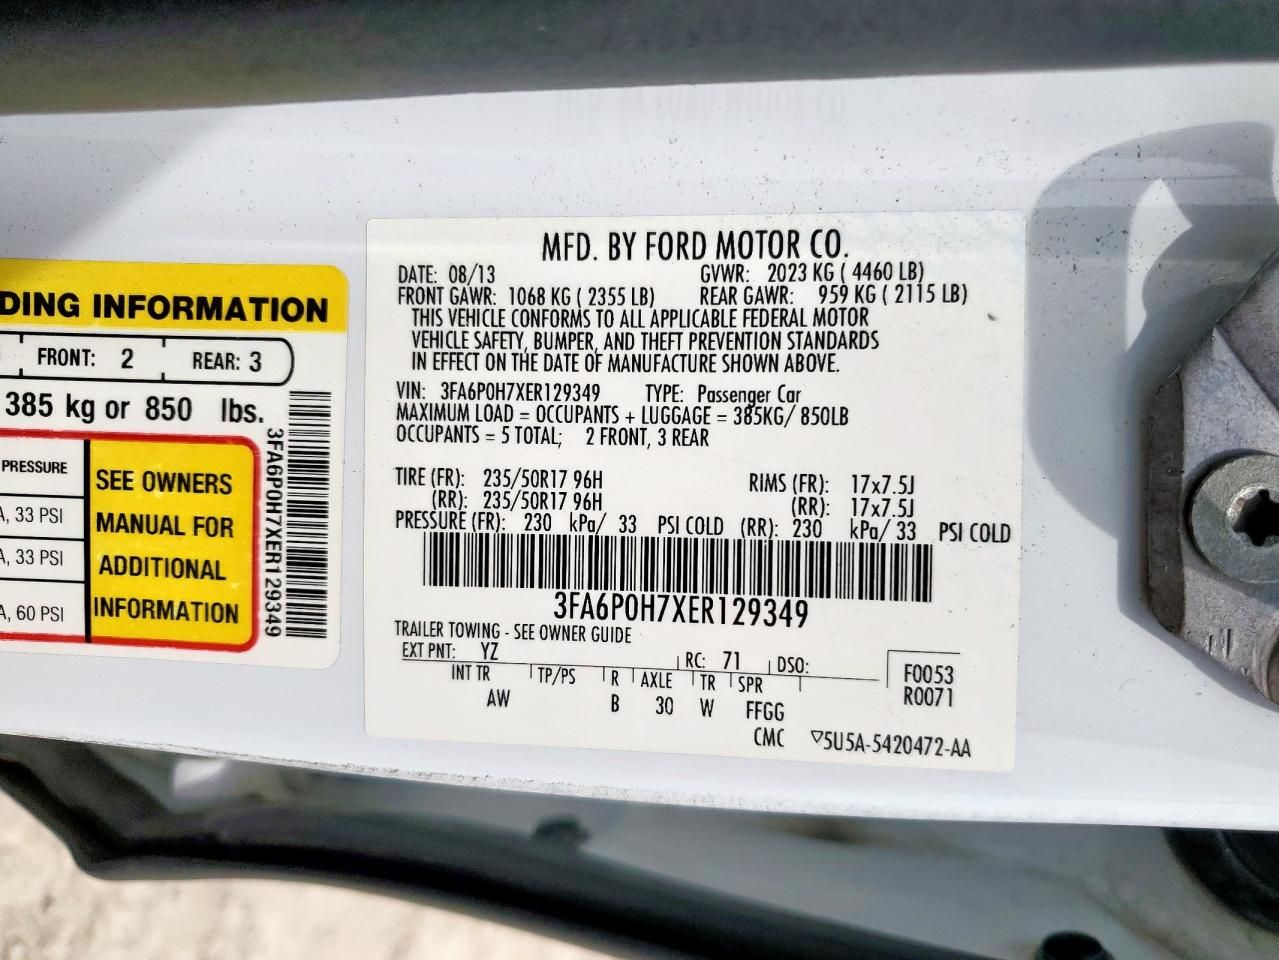 DING INFORMATION
FRONT: 2 REAR: 3
385 kg or 850 lbs.
PRESSURE
A, 33 PSI
A, 33 PSI
A, 60 PSI
SEE OWNERS
MANUAL FOR
ADDITIONAL
INFORMATION
3FA6P0H7XER129349
MFD. BY FORD MOTOR CO.
DATE: 08/13 GVWR: 2023 KG ( 4460 LB)
FRONT GAWR: 1068 KG ( 2355 LB) REAR GAWR: 959 KG ( 2115 LB)
THIS VEHICLE CONFORMS TO ALL APPLICABLE FEDERAL MOTOR
VEHICLE SAFETY, BUMPER, AND THEFT PREVENTION STANDARDS
IN EFFECT ON THE DATE OF MANUFACTURE SHOWN ABOVE.
VIN: 3FA6P0H7XER129349 TYPE: Passenger Car
MAXIMUM LOAD = OCCUPANTS + LUGGAGE = 385KG/ 850LB
OCCUPANTS = 5 TOTAL; 2 FRONT, 3 REAR
TIRE (FR): 235/50R17 96H RIMS (FR): 17x7.5J
(RR): 235/50R17 96H (RR): 17x7.5J
PRESSURE (FR): 230 kPa/ 33 PSI COLD (RR): 230 kPa/ 33 PSI COLD
3FA6P0H7XER129349
TRAILER TOWING - SEE OWNER GUIDE
EXT PNT: YZ RC: 71 DSO:
INT TR TP/PS R AXLE TR SPR
AW B 30 W FFGG
CMC
F0053
R0071
▽5U5A-5420472-AA